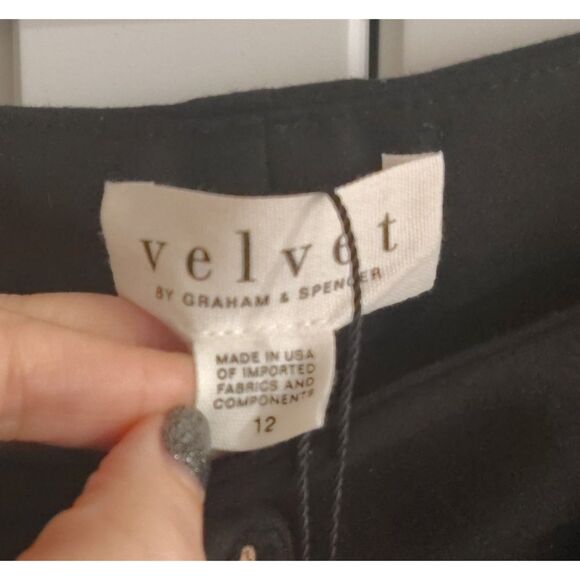 velvet
BY GRAHAM & SPENCER
MADE IN USA
OF IMPORTED
FABRICS AND
COMPONENTS
12